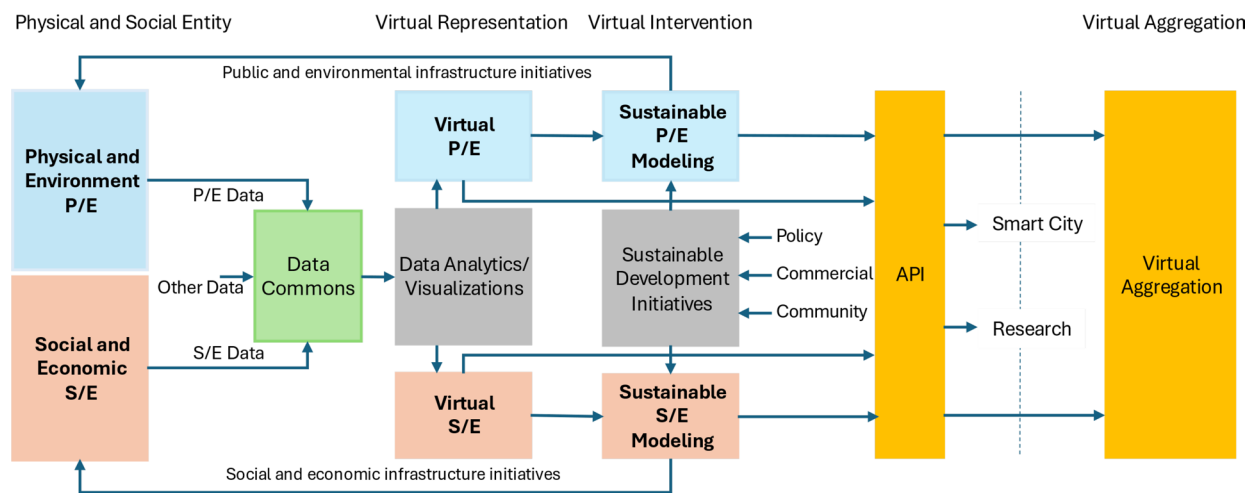 Physical and Social Entity
Virtual Representation
Virtual Intervention
Virtual Aggregation
Public and environmental infrastructure initiatives
Physical and
Environment
P/E
P/E Data
Other Data
Data
Commons
Social and
Economic
S/E
S/E Data
Social and economic infrastructure initiatives
Virtual
P/E
Data Analytics/
Visualizations
Virtual
S/E
Sustainable
P/E
Modeling
Sustainable
Development
Initiatives
Policy
Commercial
Community
Sustainable
S/E
Modeling
API
Smart City
Research
Virtual
Aggregation